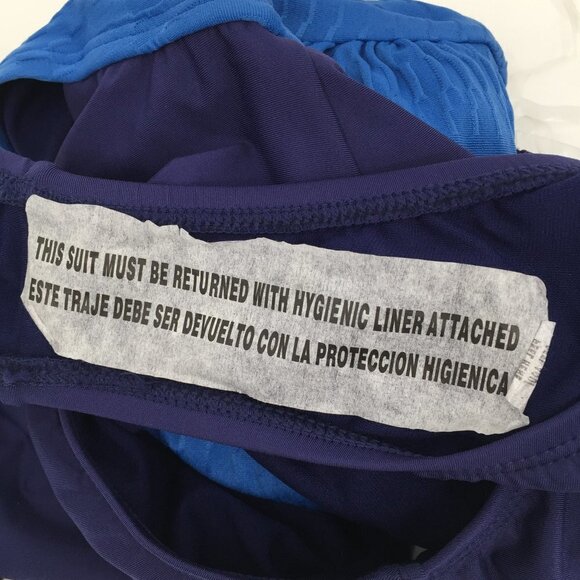 THIS SUIT MUST BE RETURNED WITH HYGIENIC LINER ATTACHED
ESTE TRAJE DEBE SER DEVUELTO CON LA PROTECCION HIGIENICA